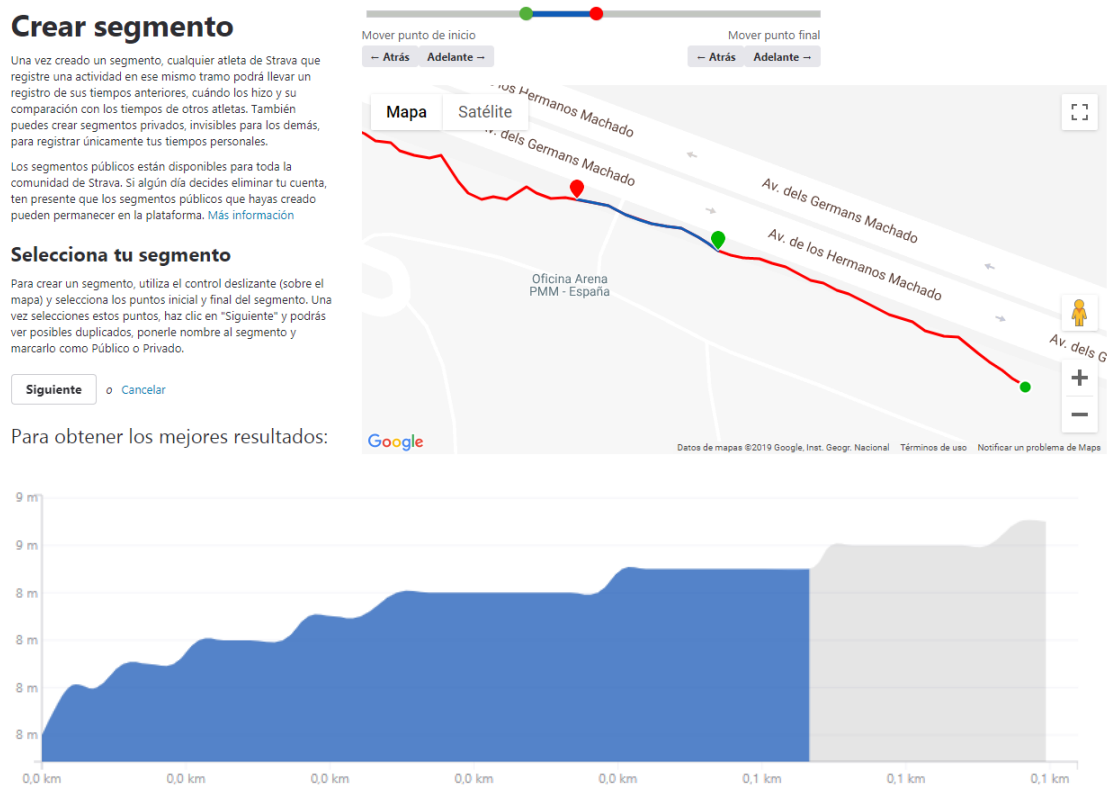 Crear segmento
Una vez creado un segmento, cualquier atleta de Strava que
registre una actividad en ese mismo tramo podrá llevar un
registro de sus tiempos anteriores, cuándo los hizo y su
comparación con los tiempos de otros atletas. También
puedes crear segmentos privados, invisibles para los demás,
para registrar únicamente tus tiempos personales.
Los segmentos públicos están disponibles para toda la
comunidad de Strava. Si algún día decides eliminar tu cuenta,
ten presente que los segmentos públicos que hayas creado
pueden permanecer en la plataforma. Más información
Selecciona tu segmento
Para crear un segmento, utiliza el control deslizante (sobre el
mapa) y selecciona los puntos inicial y final del segmento. Una
vez selecciones estos puntos, haz clic en "Siguiente" y podrás
ver posibles duplicados, ponerle nombre al segmento y
marcarlo como Público o Privado.
Siguiente o Cancelar
Para obtener los mejores resultados:
Mover punto de inicio
← Atrás Adelante →
Mover punto final
← Atrás Adelante →
Mapa Satélite
los Hermanos Machado
Av. dels Germans Machado
Av. dels Germans Machado
Av. de los Hermanos Machado
Av. dels G
Oficina Arena
PMM - España
+
−
Google
Datos de mapas ©2019 Google, Inst. Geogr. Nacional Términos de uso Notificar un problema de Maps
9 m
9 m
8 m
8 m
8 m
8 m
0,0 km 0,0 km 0,0 km 0,0 km 0,0 km 0,1 km 0,1 km 0,1 km